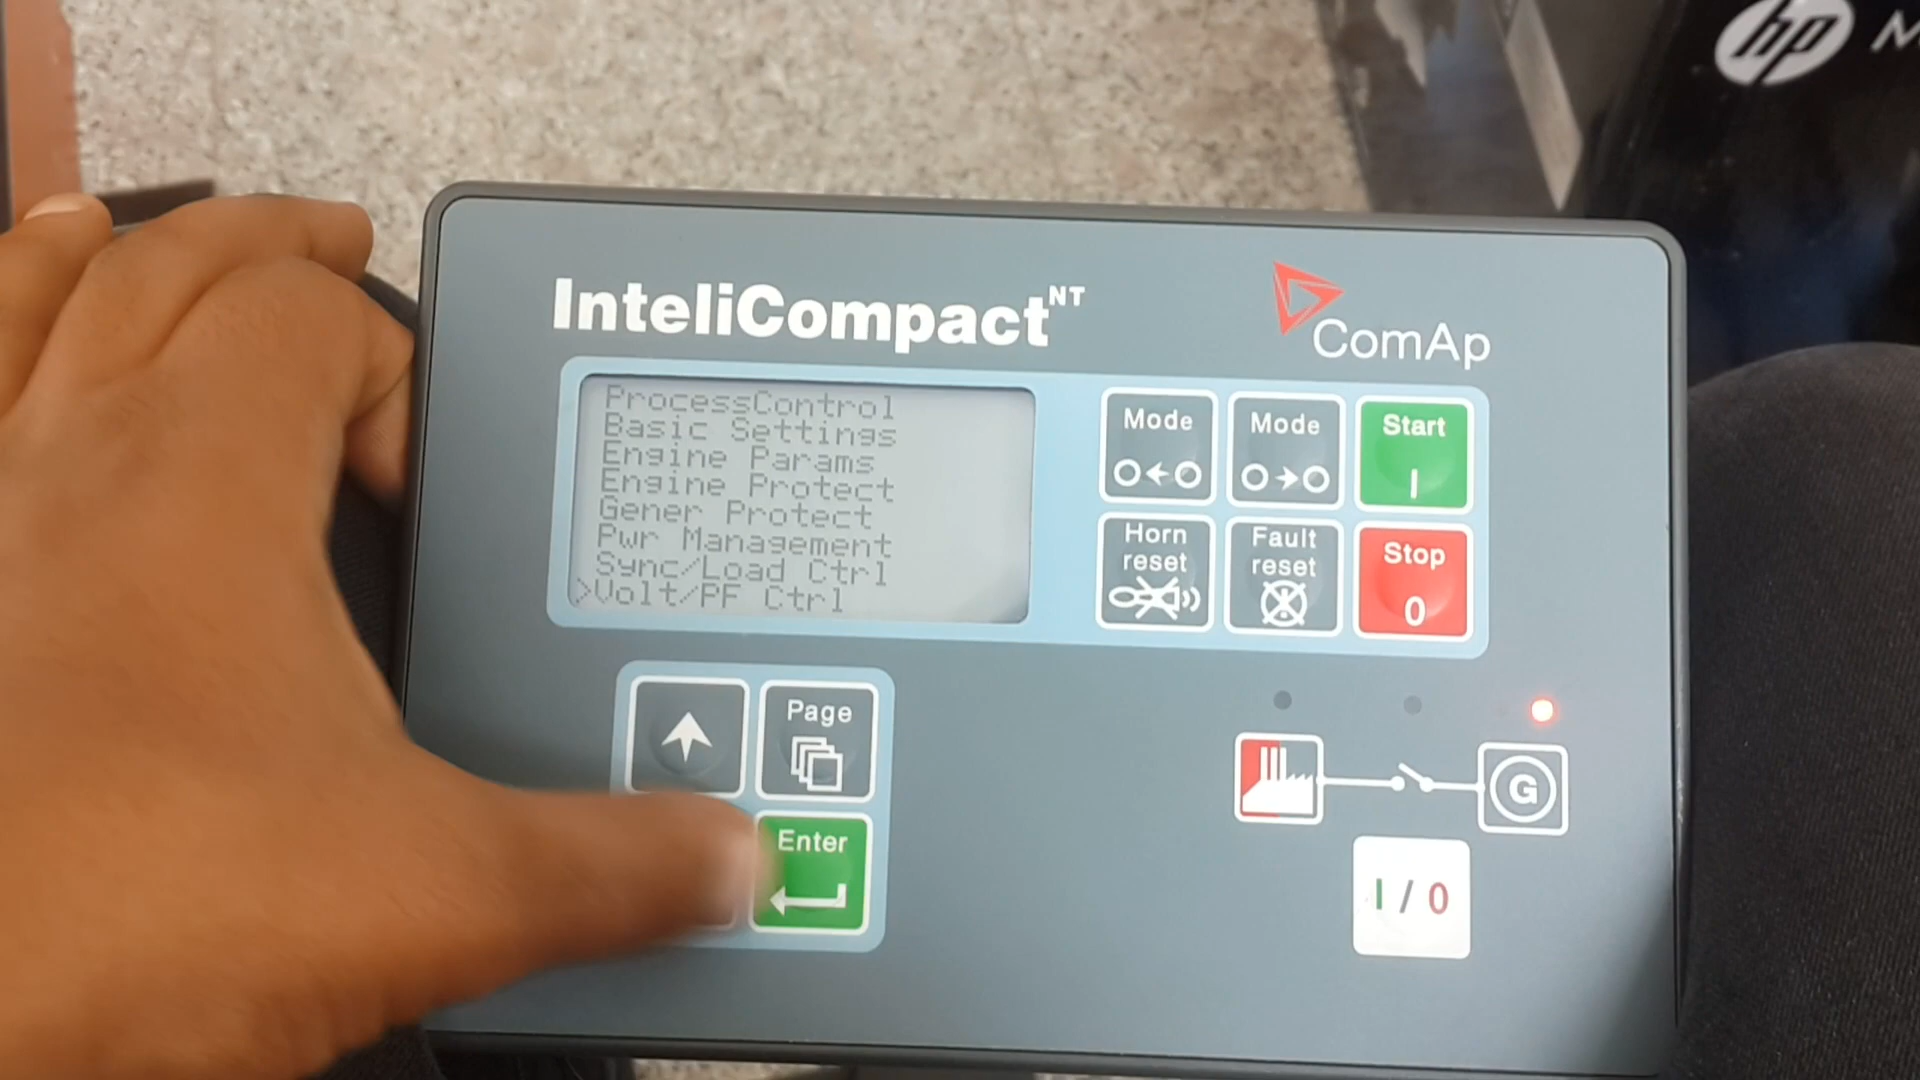 hp M
InteliCompact NT
ComAp
ProcessControl
Basic Settings
Engine Params
Engine Protect
Gener Protect
Pwr Management
Sync/Load Ctrl
>Volt/PF Ctrl
Mode
Mode
Start
I
Horn reset
Fault reset
Stop
0
Page
Enter
G
I / 0